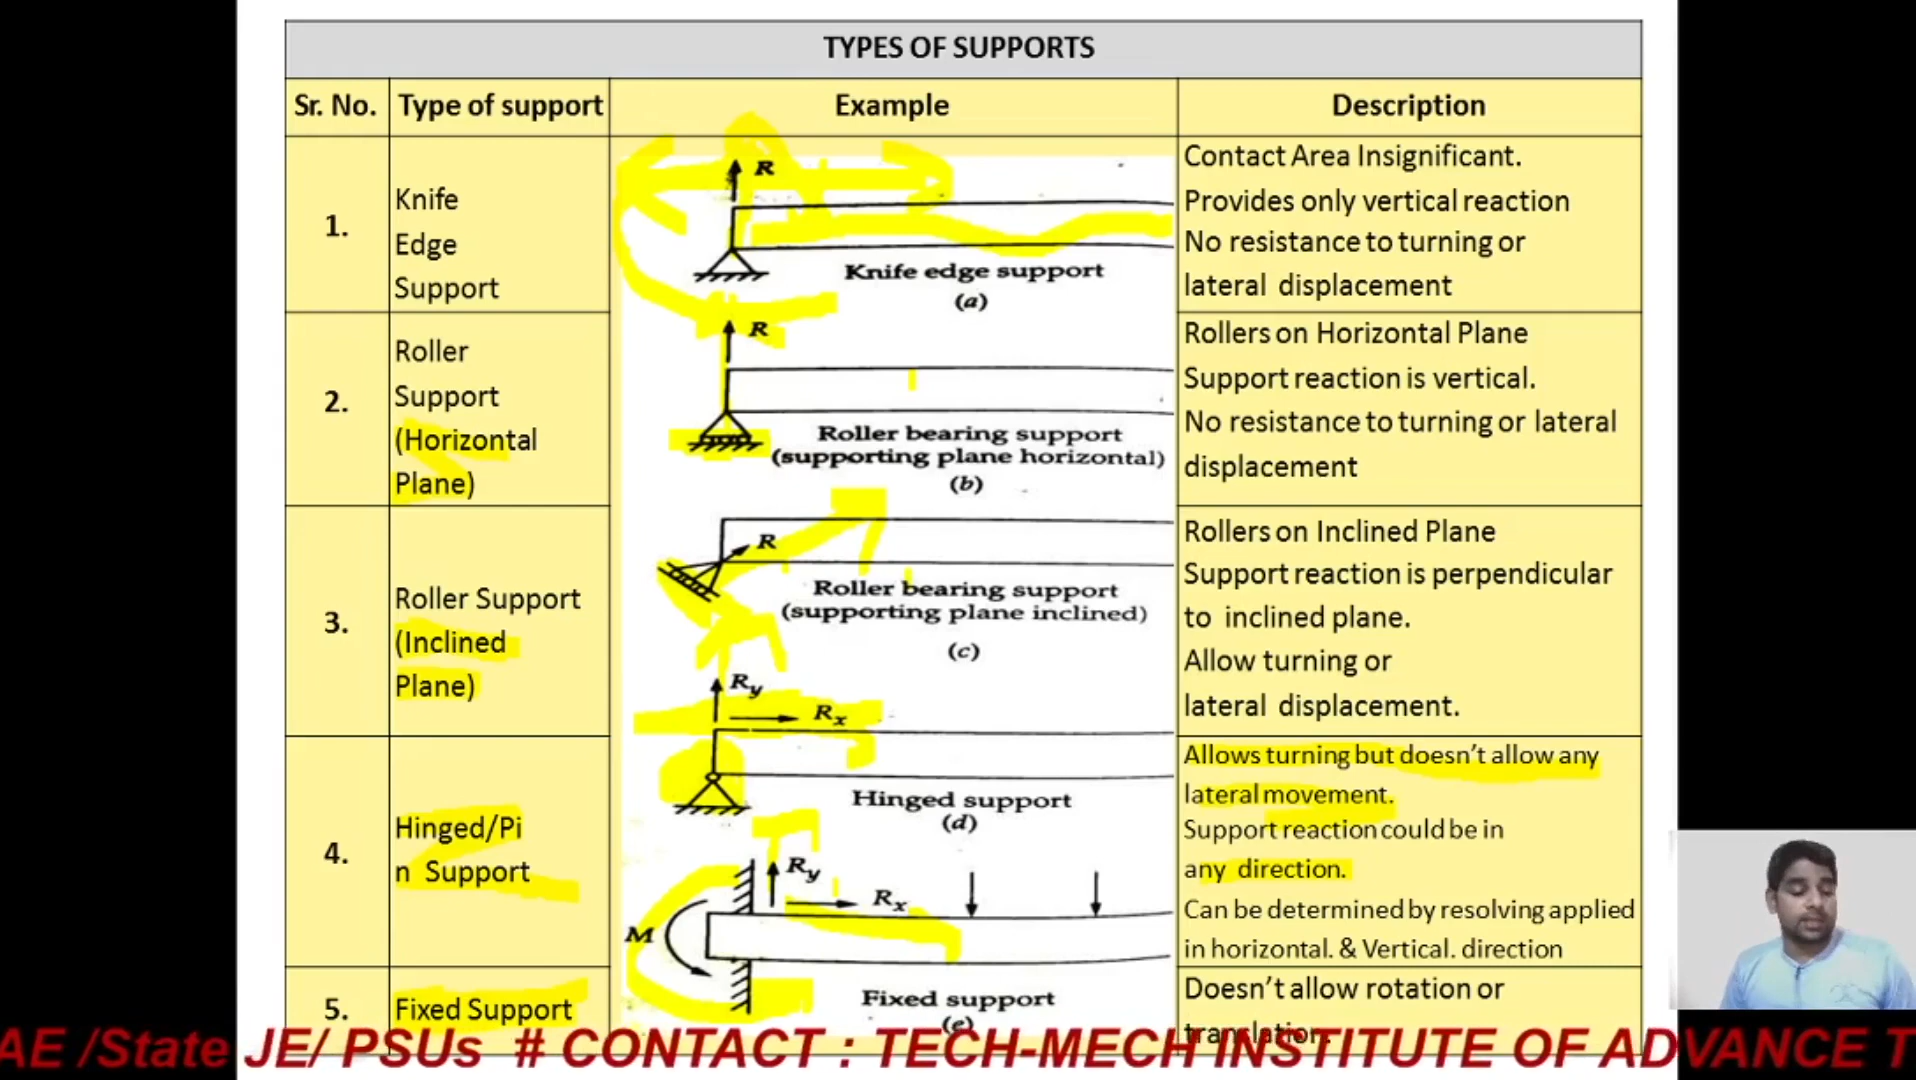 TYPES OF SUPPORTS
Sr. No.
Type of support
Example
Description
1.
Knife
Edge
Support
R
Knife edge support
(a)
Contact Area Insignificant.
Provides only vertical reaction
No resistance to turning or
lateral displacement
2.
Roller
Support
(Horizontal
Plane)
R
Roller bearing support
(supporting plane horizontal)
(b)
Rollers on Horizontal Plane
Support reaction is vertical.
No resistance to turning or lateral
displacement
3.
Roller Support
(Inclined
Plane)
R
Roller bearing support
(supporting plane inclined)
(c)
Rollers on Inclined Plane
Support reaction is perpendicular
to inclined plane.
Allow turning or
lateral displacement.
4.
Hinged/Pi
n Support
Ry
Rx
Hinged support
(d)
Allows turning but doesn't allow any
lateral movement.
Support reaction could be in
any direction.
Can be determined by resolving applied
in horizontal. & Vertical. direction
5.
Fixed Support
Ry
Rx
M
Fixed support
(e)
Doesn't allow rotation or
translation.
AE /State JE/ PSUs # CONTACT : TECH-MECH INSTITUTE OF ADVANCE T